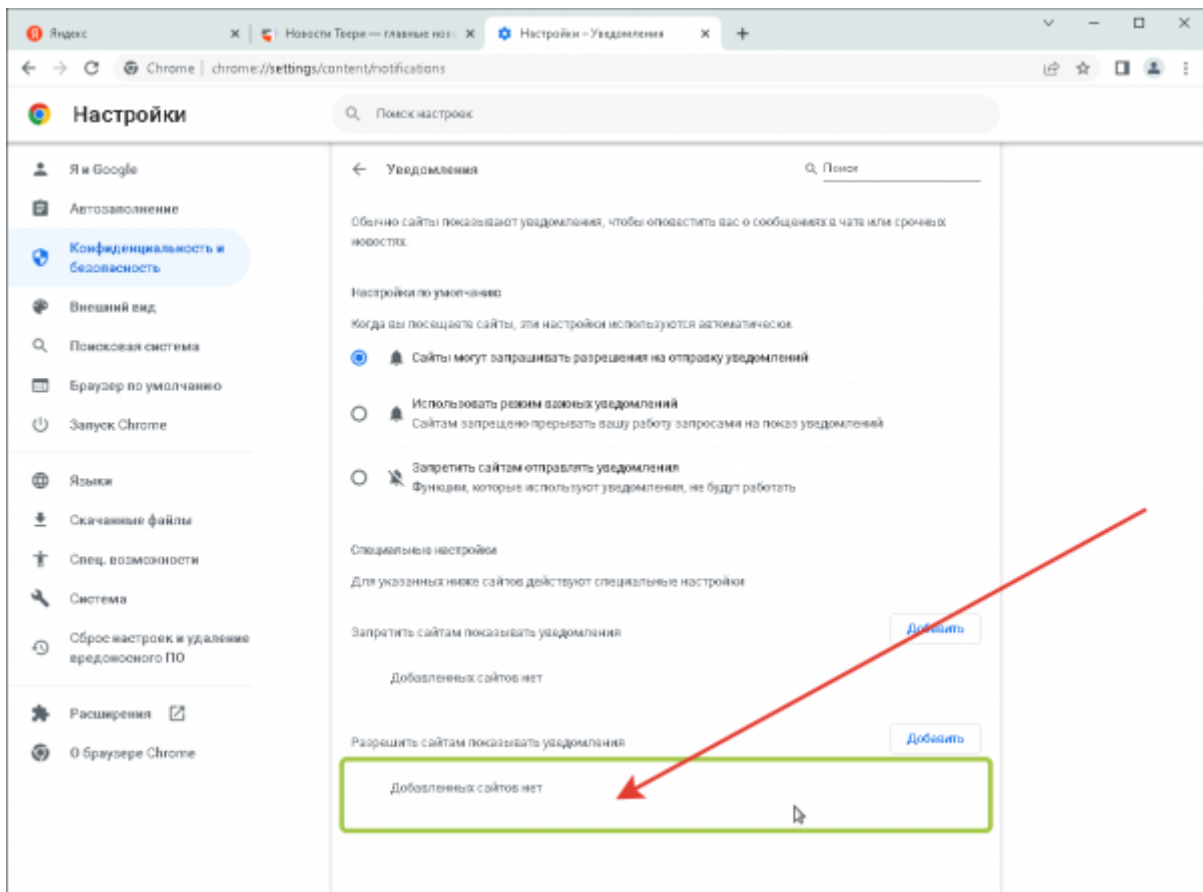 Яндекс
Новости Твери — главные нов
Настройки – Уведомления
Chrome | chrome://settings/content/notifications
Настройки
Поиск настроек
Я и Google
Автозаполнение
Конфиденциальность и
безопасность
Внешний вид
Поисковая система
Браузер по умолчанию
Запуск Chrome
Языки
Скачанные файлы
Спец. возможности
Система
Сброс настроек и удаление
вредоносного ПО
Расширения
О браузере Chrome
Уведомления
Поиск
Обычно сайты показывают уведомления, чтобы оповестить вас о сообщениях в чате или срочных
новостях.
Настройки по умолчанию
Когда вы посещаете сайты, эти настройки используются автоматически.
Сайты могут запрашивать разрешения на отправку уведомлений
Использовать режим важных уведомлений
Сайтам запрещено прерывать вашу работу запросами на показ уведомлений
Запретить сайтам отправлять уведомления
Функции, которые используют уведомления, не будут работать
Специальные настройки
Для указанных ниже сайтов действуют специальные настройки
Запретить сайтам показывать уведомления
Добавить
Добавленных сайтов нет
Разрешить сайтам показывать уведомления
Добавить
Добавленных сайтов нет